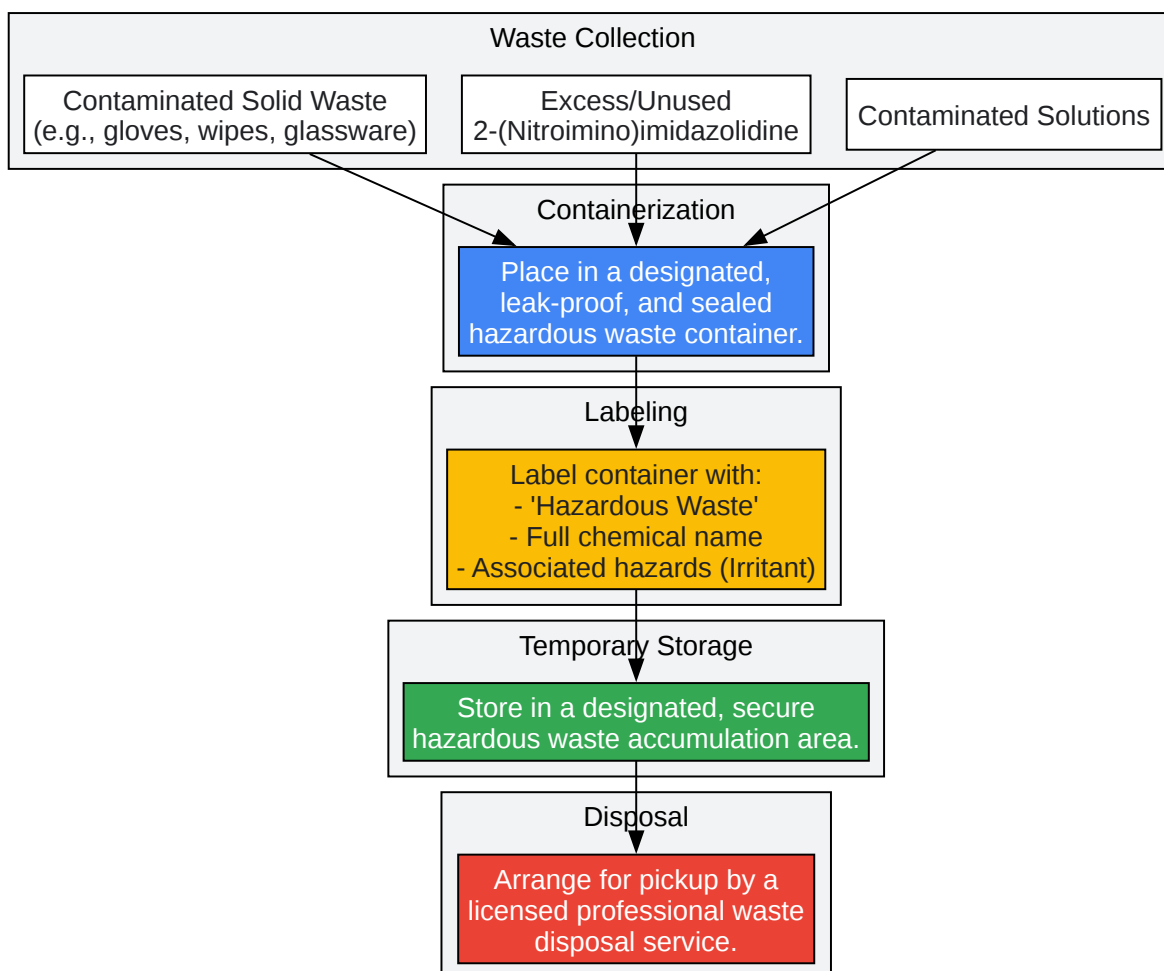 Waste Collection
Contaminated Solid Waste
(e.g., gloves, wipes, glassware)
Excess/Unused
2-(Nitroimino)imidazolidine
Contaminated Solutions
Containerization
Place in a designated,
leak-proof, and sealed
hazardous waste container.
Labeling
Label container with:
- 'Hazardous Waste'
- Full chemical name
- Associated hazards (Irritant)
Temporary Storage
Store in a designated, secure
hazardous waste accumulation area.
Disposal
Arrange for pickup by a
licensed professional waste
disposal service.